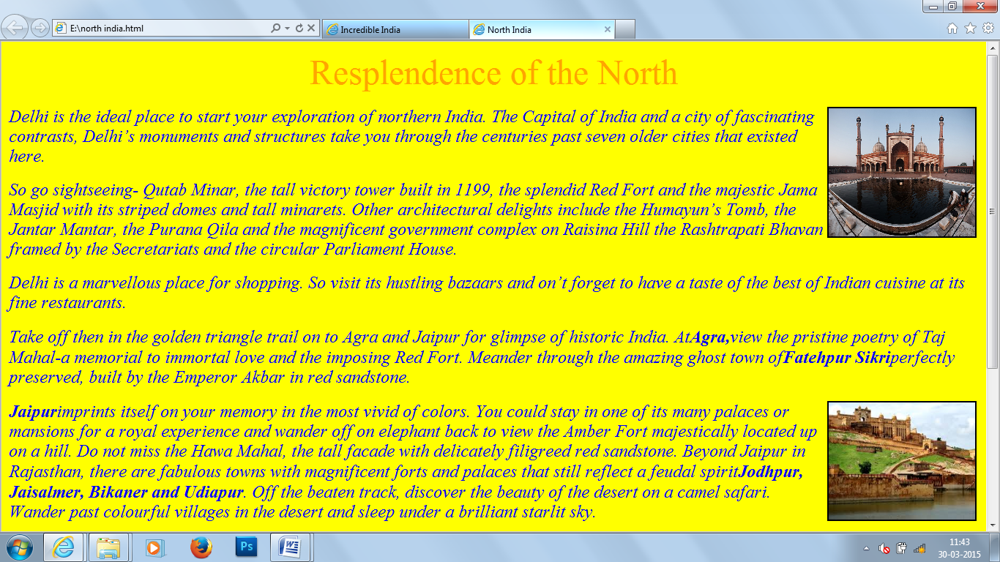 E:\north india.html
Incredible India
North India
Resplendence of the North
Delhi is the ideal place to start your exploration of northern India. The Capital of India and a city of fascinating
contrasts, Delhi’s monuments and structures take you through the centuries past seven older cities that existed
here.
So go sightseeing- Qutab Minar, the tall victory tower built in 1199, the splendid Red Fort and the majestic Jama
Masjid with its striped domes and tall minarets. Other architectural delights include the Humayun’s Tomb, the
Jantar Mantar, the Purana Qila and the magnificent government complex on Raisina Hill the Rashtrapati Bhavan
framed by the Secretariats and the circular Parliament House.
Delhi is a marvellous place for shopping. So visit its hustling bazaars and on’t forget to have a taste of the best of Indian cuisine at its
fine restaurants.
Take off then in the golden triangle trail on to Agra and Jaipur for glimpse of historic India. AtAgra,view the pristine poetry of Taj
Mahal-a memorial to immortal love and the imposing Red Fort. Meander through the amazing ghost town ofFatehpur Sikriperfectly
preserved, built by the Emperor Akbar in red sandstone.
Jaipurimprints itself on your memory in the most vivid of colors. You could stay in one of its many palaces or
mansions for a royal experience and wander off on elephant back to view the Amber Fort majestically located up
on a hill. Do not miss the Hawa Mahal, the tall facade with delicately filigreed red sandstone. Beyond Jaipur in
Rajasthan, there are fabulous towns with magnificent forts and palaces that still reflect a feudal spiritJodhpur,
Jaisalmer, Bikaner and Udiapur. Off the beaten track, discover the beauty of the desert on a camel safari.
Wander past colourful villages in the desert and sleep under a brilliant starlit sky.
Ps
11:43
30-03-2015